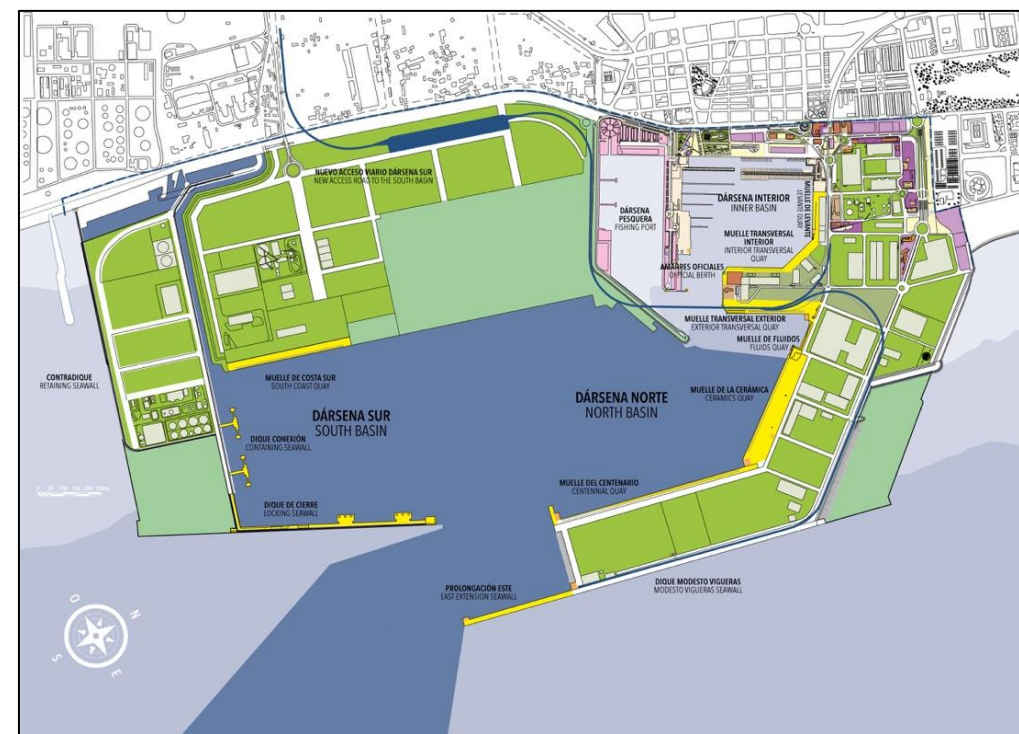 NUEVO ACCESO VIARIO DÁRSENA SUR
NEW ACCESS ROAD TO THE SOUTH BASIN
DÁRSENA
PESQUERA
FISHING PORT
DÁRSENA INTERIOR
INNER BASIN
MUELLE DE LEVANTE
LEVANTE QUAY
MUELLE TRANSVERSAL
INTERIOR
INTERIOR TRANSVERSAL
QUAY
AMARRES OFICIALES
OFFICIAL BERTH
MUELLE TRANSVERSAL EXTERIOR
EXTERIOR TRANSVERSAL QUAY
MUELLE DE FLUIDOS
FLUIDS QUAY
CONTRADIQUE
RETAINING SEAWALL
MUELLE DE COSTA SUR
SOUTH COAST QUAY
MUELLE DE LA CERÁMICA
CERAMICS QUAY
DÁRSENA SUR
SOUTH BASIN
DÁRSENA NORTE
NORTH BASIN
DIQUE CONEXIÓN
CONTAINING SEAWALL
MUELLE DEL CENTENARIO
CENTENNIAL QUAY
DIQUE DE CIERRE
LOCKING SEAWALL
PROLONGACIÓN ESTE
EAST EXTENSION SEAWALL
DIQUE MODESTO VIGUERAS
MODESTO VIGUERAS SEAWALL
O N
S E